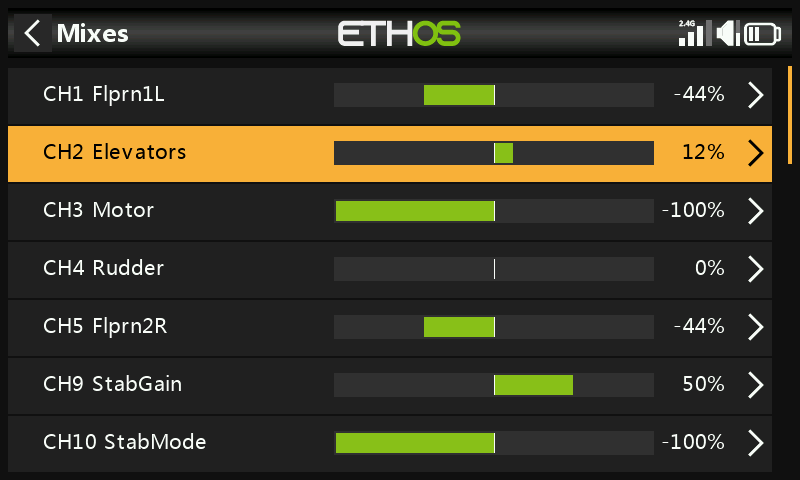 Mixes
ETHOS
2.4G
CH1 Flprn1L -44%
CH2 Elevators 12%
CH3 Motor -100%
CH4 Rudder 0%
CH5 Flprn2R -44%
CH9 StabGain 50%
CH10 StabMode -100%